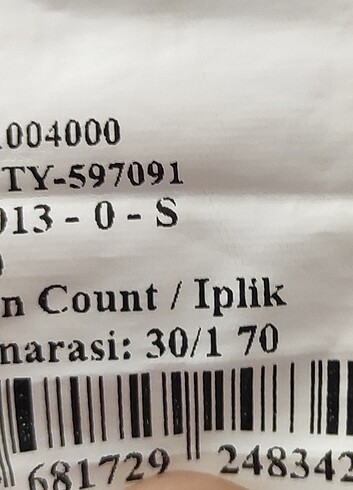 .004000
TY-597091
013 - 0 - S
n Count / Iplik
narasi: 30/1 70
681729 248342